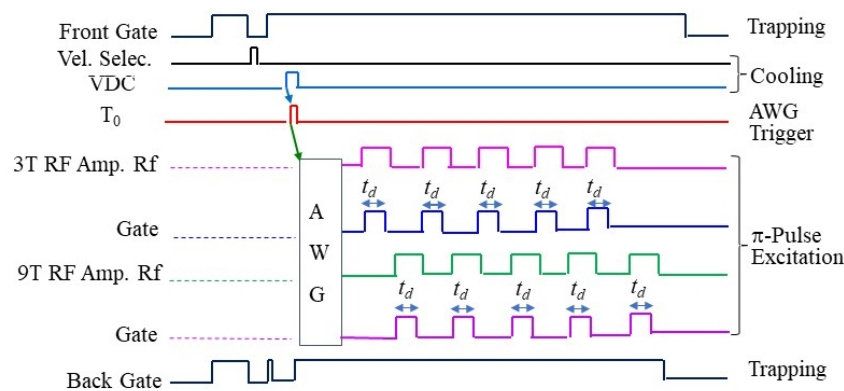 Front Gate
Trapping
Vel. Selec.
Cooling
VDC
T0
AWG
Trigger
3T RF Amp. Rf
td td td td td
A
W
G
Gate
π-Pulse
Excitation
9T RF Amp. Rf
td td td td td
Gate
Back Gate
Trapping